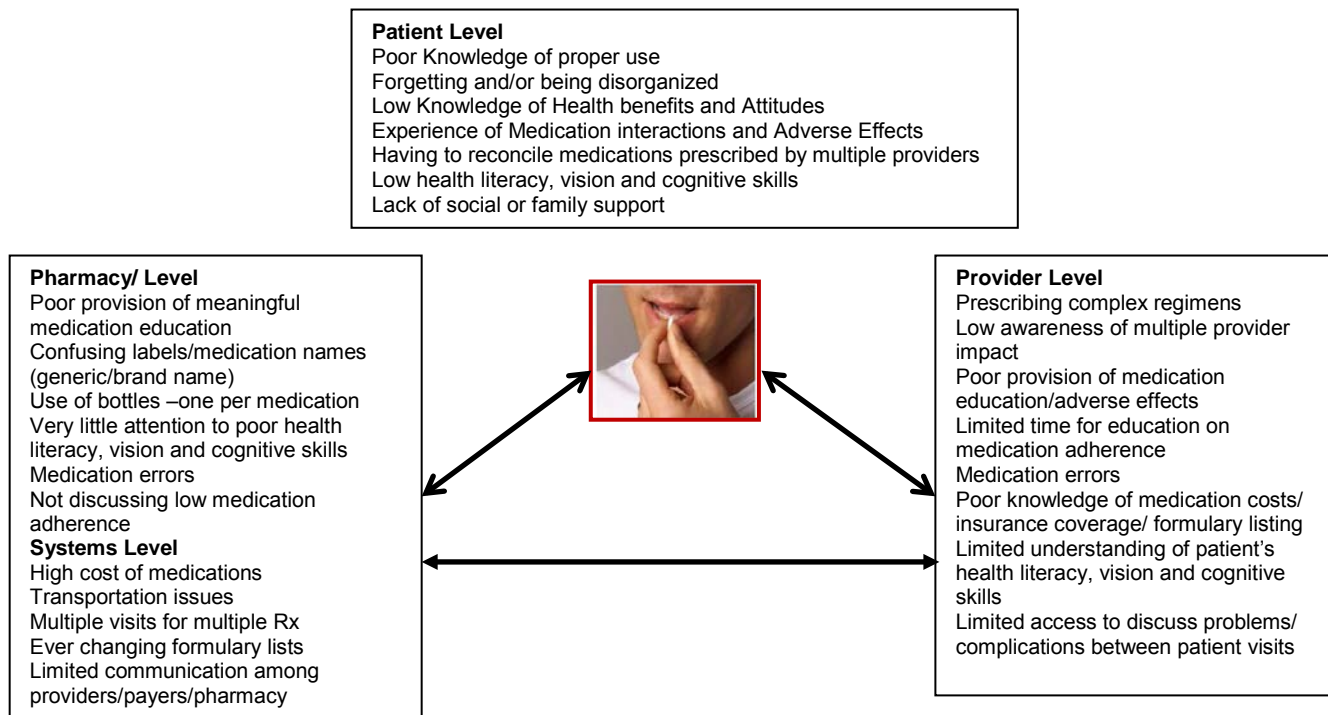 Patient Level
Poor Knowledge of proper use
Forgetting and/or being disorganized
Low Knowledge of Health benefits and Attitudes
Experience of Medication interactions and Adverse Effects
Having to reconcile medications prescribed by multiple providers
Low health literacy, vision and cognitive skills
Lack of social or family support
Pharmacy/ Level
Poor provision of meaningful
medication education
Confusing labels/medication names
(generic/brand name)
Use of bottles –one per medication
Very little attention to poor health
literacy, vision and cognitive skills
Medication errors
Not discussing low medication
adherence
Systems Level
High cost of medications
Transportation issues
Multiple visits for multiple Rx
Ever changing formulary lists
Limited communication among
providers/payers/pharmacy
Provider Level
Prescribing complex regimens
Low awareness of multiple provider
impact
Poor provision of medication
education/adverse effects
Limited time for education on
medication adherence
Medication errors
Poor knowledge of medication costs/
insurance coverage/ formulary listing
Limited understanding of patient’s
health literacy, vision and cognitive
skills
Limited access to discuss problems/
complications between patient visits